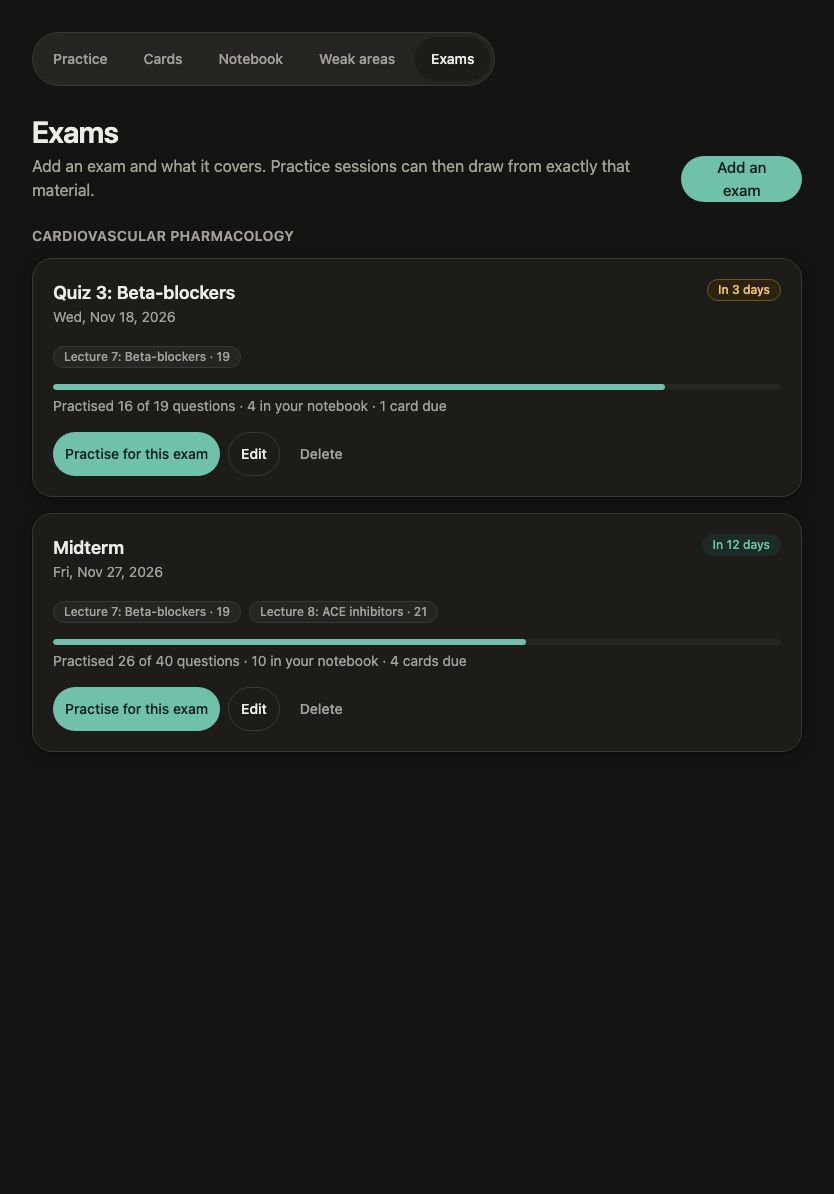 Practice Cards Notebook Weak areas Exams
Exams
Add an exam and what it covers. Practice sessions can then draw from exactly that
material.
Add an
exam
CARDIOVASCULAR PHARMACOLOGY
Quiz 3: Beta-blockers
In 3 days
Wed, Nov 18, 2026
Lecture 7: Beta-blockers · 19
Practised 16 of 19 questions · 4 in your notebook · 1 card due
Practise for this exam Edit Delete
Midterm
In 12 days
Fri, Nov 27, 2026
Lecture 7: Beta-blockers · 19 Lecture 8: ACE inhibitors · 21
Practised 26 of 40 questions · 10 in your notebook · 4 cards due
Practise for this exam Edit Delete